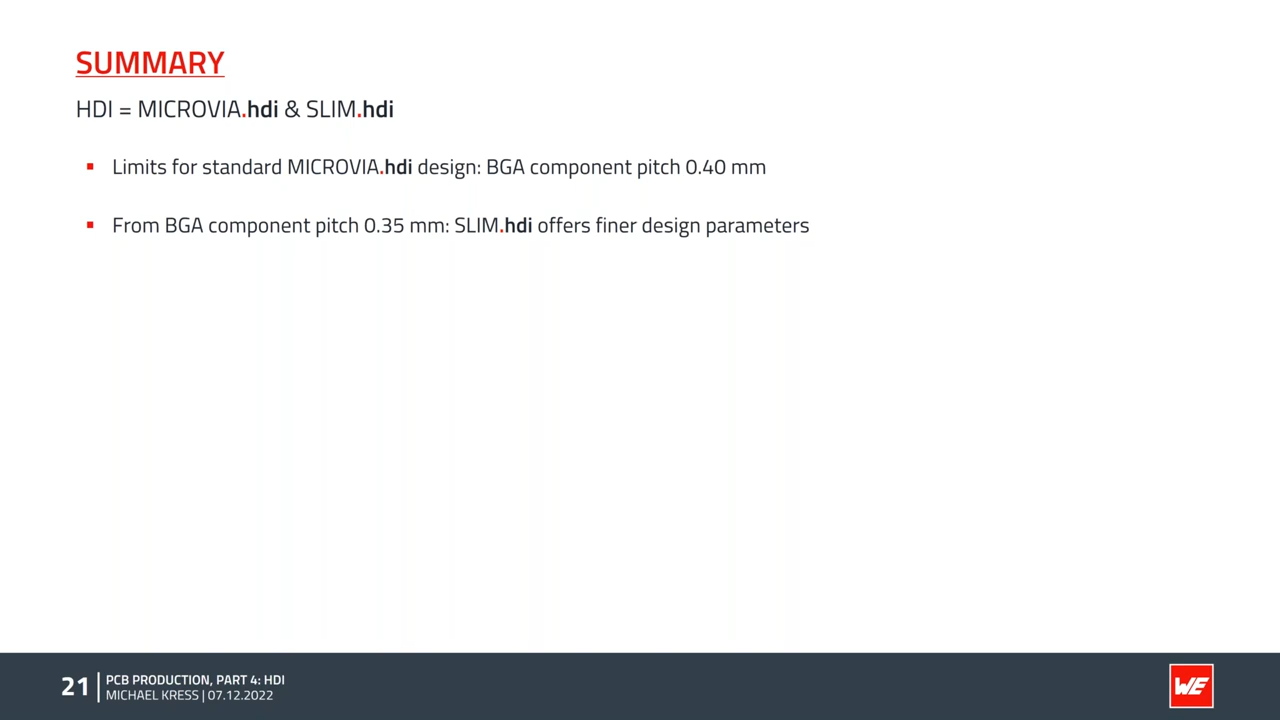 SUMMARY
HDI = MICROVIA.hdi & SLIM.hdi
▪ Limits for standard MICROVIA.hdi design: BGA component pitch 0.40 mm
▪ From BGA component pitch 0.35 mm: SLIM.hdi offers finer design parameters
21 | PCB PRODUCTION, PART 4: HDI
MICHAEL KRESS | 07.12.2022
WE